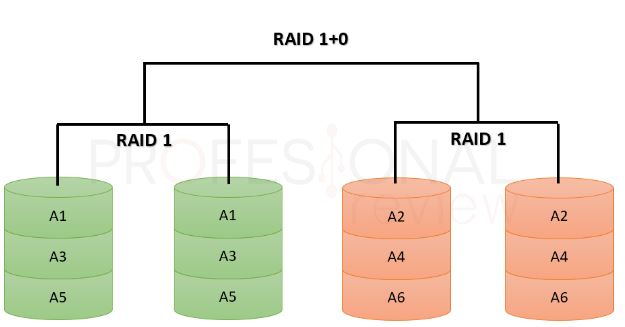 RAID 1+0
RAID 1
RAID 1
PROFESIONAL
review
A1
A3
A5
A1
A3
A5
A2
A4
A6
A2
A4
A6